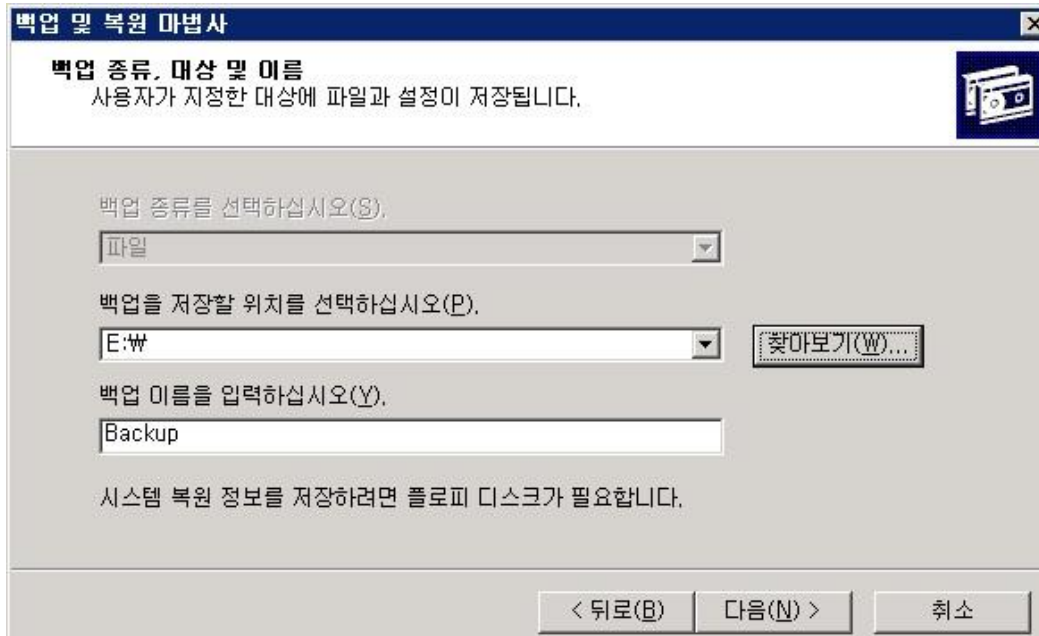 백업 및 복원 마법사
백업 종류, 대상 및 이름
사용자가 지정한 대상에 파일과 설정이 저장됩니다.
백업 종류를 선택하십시오(S).
파일
백업을 저장할 위치를 선택하십시오(P).
E:₩
찾아보기(W)...
백업 이름을 입력하십시오(Y).
Backup
시스템 복원 정보를 저장하려면 플로피 디스크가 필요합니다.
< 뒤로(B) 다음(N) > 취소